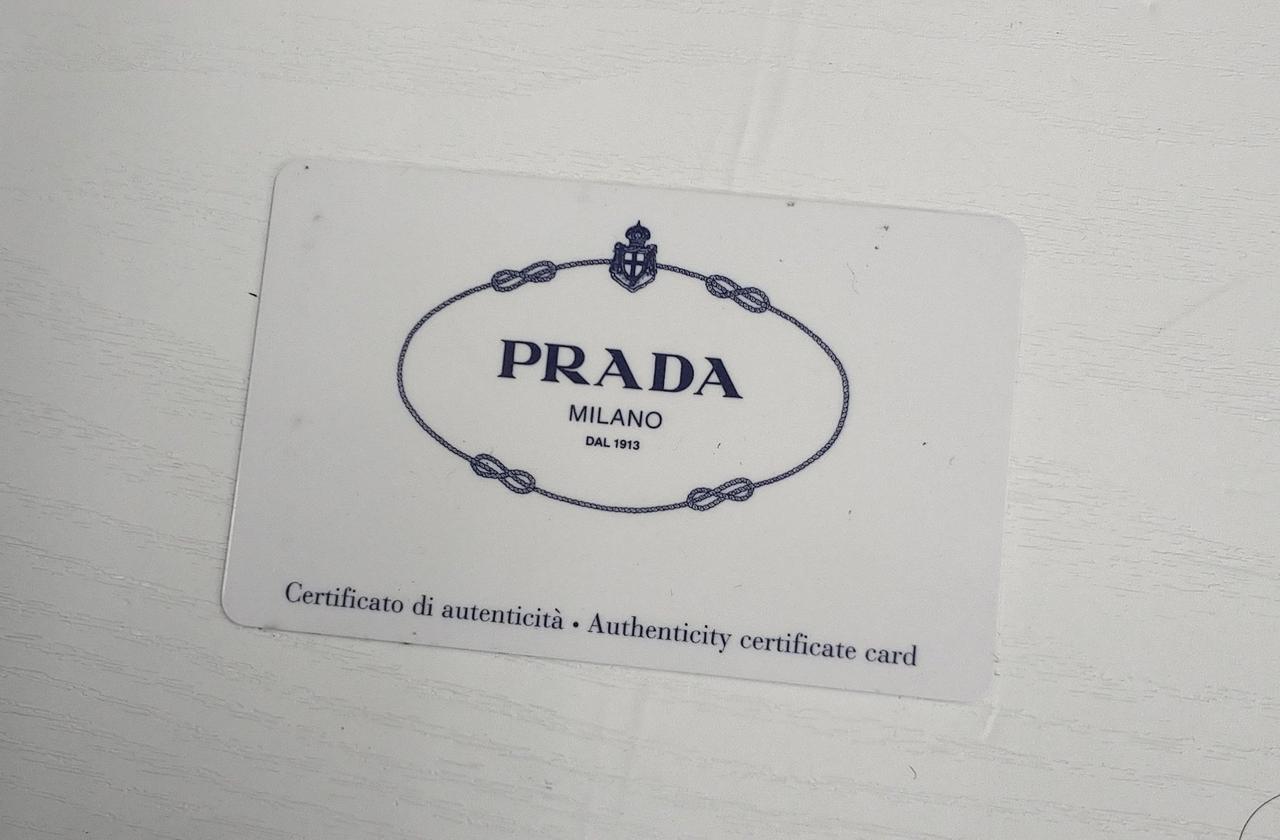 PRADA
MILANO
DAL 1913
Certificato di autenticità • Authenticity certificate card